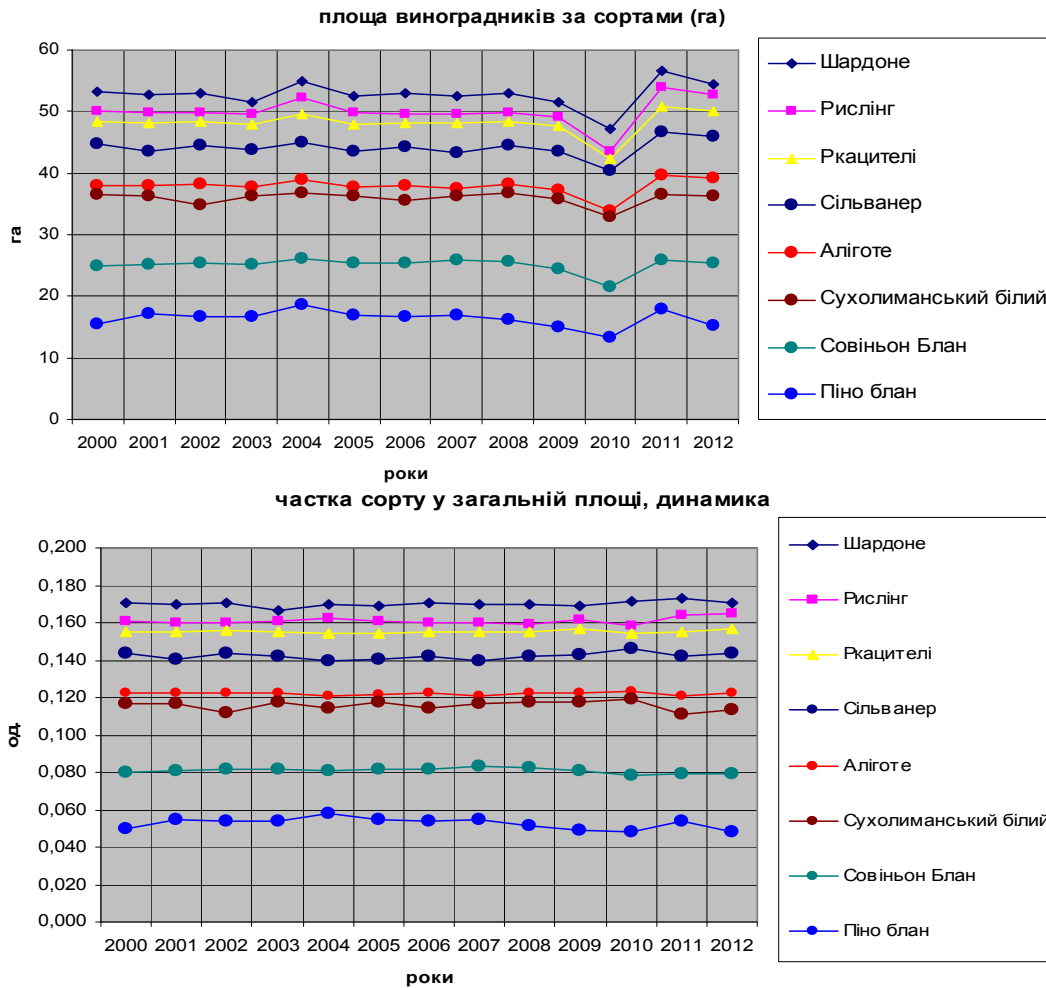 площа виноградників за сортами (га)
60
50
40
30
20
10
0
га
2000 2001 2002 2003 2004 2005 2006 2007 2008 2009 2010 2011 2012
роки
Шардоне
Рислінг
Ркацителі
Сільванер
Аліготе
Сухолиманський білий
Совіньон Блан
Піно блан
частка сорту у загальній площі, динамика
0,200
0,180
0,160
0,140
0,120
0,100
0,080
0,060
0,040
0,020
0,000
од.
2000 2001 2002 2003 2004 2005 2006 2007 2008 2009 2010 2011 2012
роки
Шардоне
Рислінг
Ркацителі
Сільванер
Аліготе
Сухолиманський білий
Совіньон Блан
Піно блан